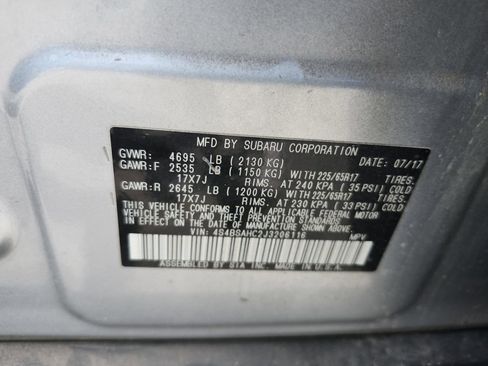 MFD BY SUBARU CORPORATION
GVWR: 4695 LB (2130 KG) DATE: 07/17
GAWR:F 2535 LB (1150 KG) WITH 225/65R17 TIRES.
17X7J RIMS. AT 240 KPA (35 PSI) COLD
GAWR:R 2645 LB (1200 KG) WITH 225/65R17 TIRES.
17X7J RIMS. AT 230 KPA (33 PSI) COLD
THIS VEHICLE CONFORMS TO ALL APPLICABLE FEDERAL MOTOR
VEHICLE SAFETY AND THEFT PREVENTION STANDARDS
IN EFFECT ON THE DATE OF MANUFACTURE SHOWN ABOVE.
VIN: 4S4BSAHC2J3206116 MPV
ASSEMBLED BY SIA INC. MADE IN U.S.A.